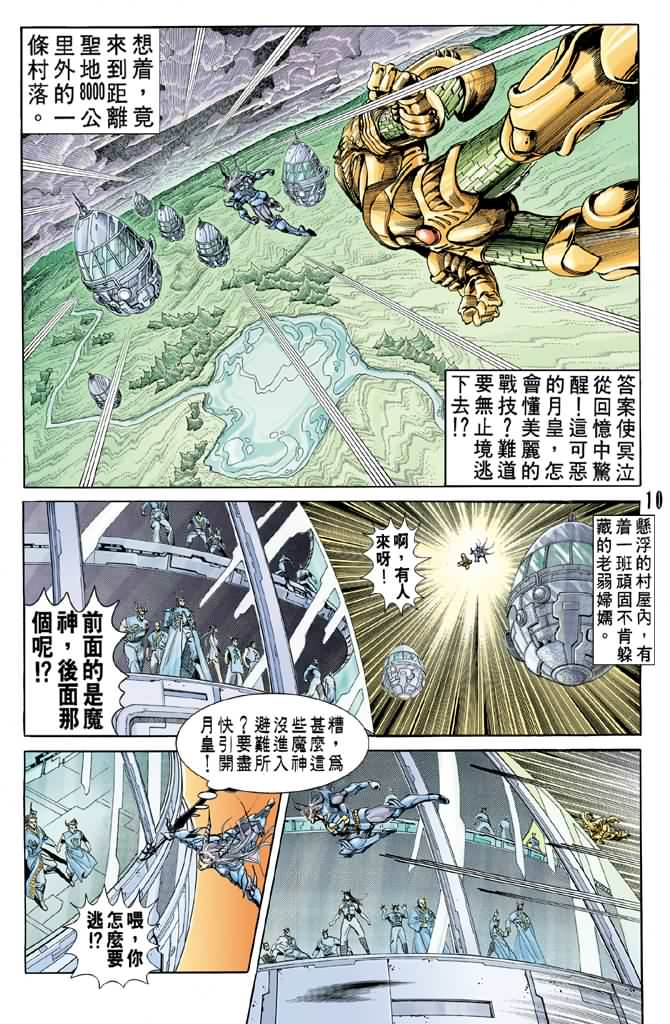 想着，竟
來到距離
聖地8000公
里外的一
條村落。
答案使冥泣
從回憶中驚
醒！這可惡
的月皇，怎
會懂美麗的
戰技？難道
要無止境逃
下去!?
10
懸浮的村屋內，有
着一班頑固不肯躲
藏的老弱婦孺。
啊，有人
來呀！
前面的是魔
神，後面那
個呢!?
糟，爲
甚麼這
些魔神
沒進入
避難所
？要盡
快引開
月皇！
喂，你
怎麼要
逃!?